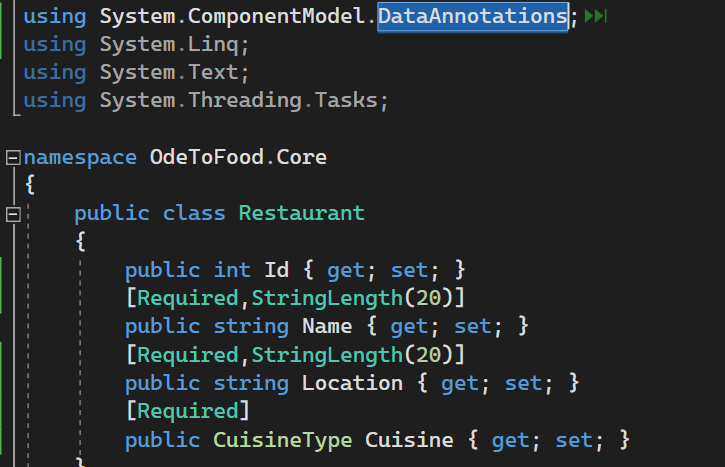 using System.ComponentModel.DataAnnotations;
using System.Linq;
using System.Text;
using System.Threading.Tasks;
namespace OdeToFood.Core
{
public class Restaurant
{
public int Id { get; set; }
[Required,StringLength(20)]
public string Name { get; set; }
[Required,StringLength(20)]
public string Location { get; set; }
[Required]
public CuisineType Cuisine { get; set; }
}